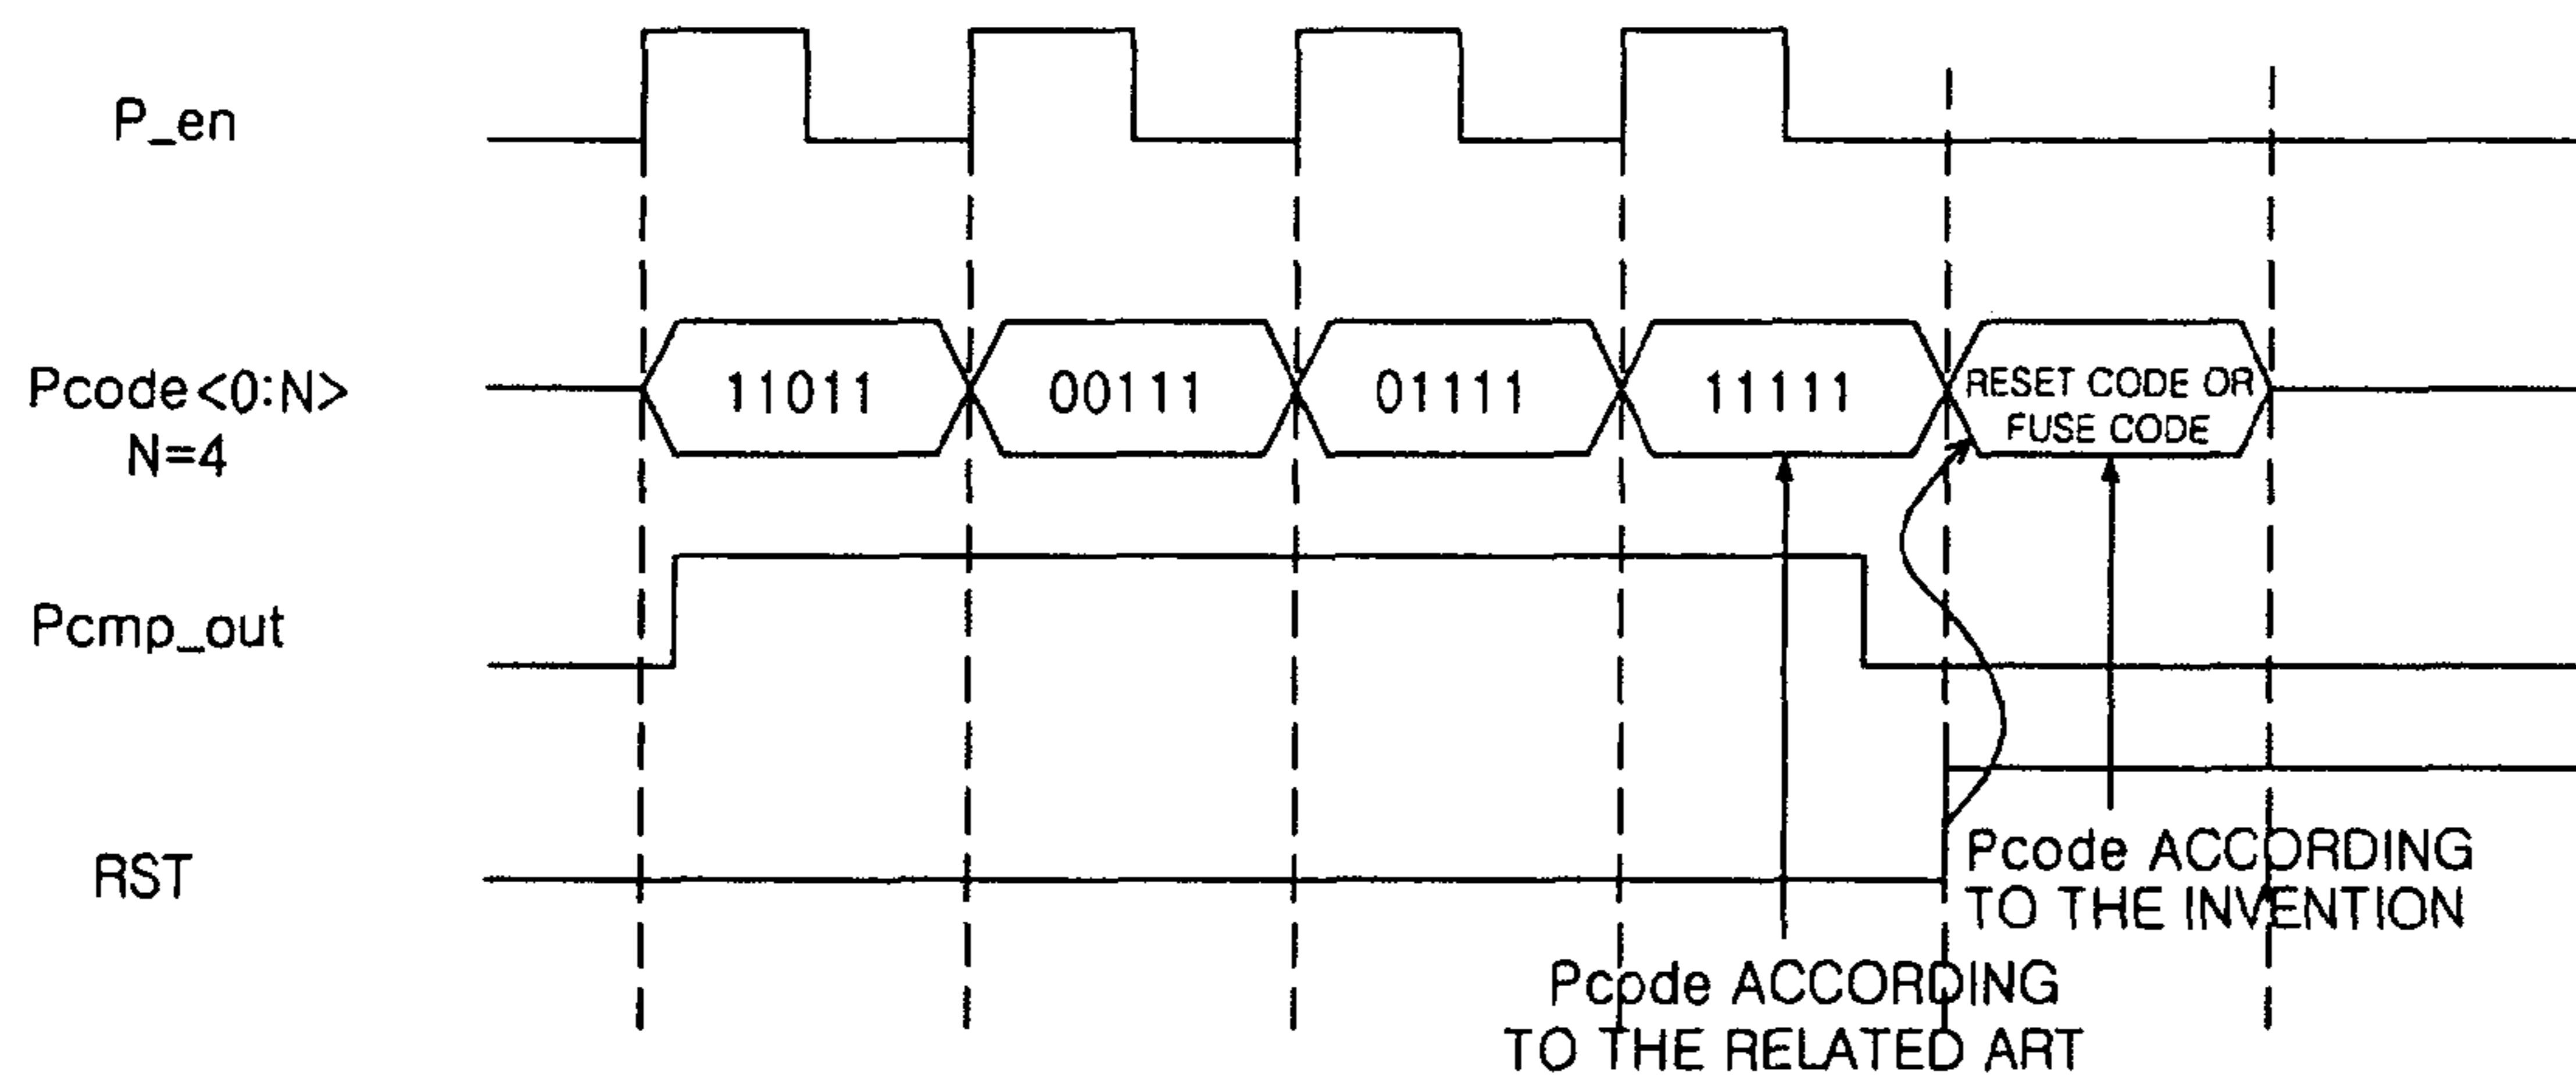 P_en
Pcode<0:N>
N=4
11011
00111
01111
11111
RESET CODE OR
FUSE CODE
Pcmp_out
RST
Pcode ACCORDING
TO THE INVENTION
Pcode ACCORDING
TO THE RELATED ART